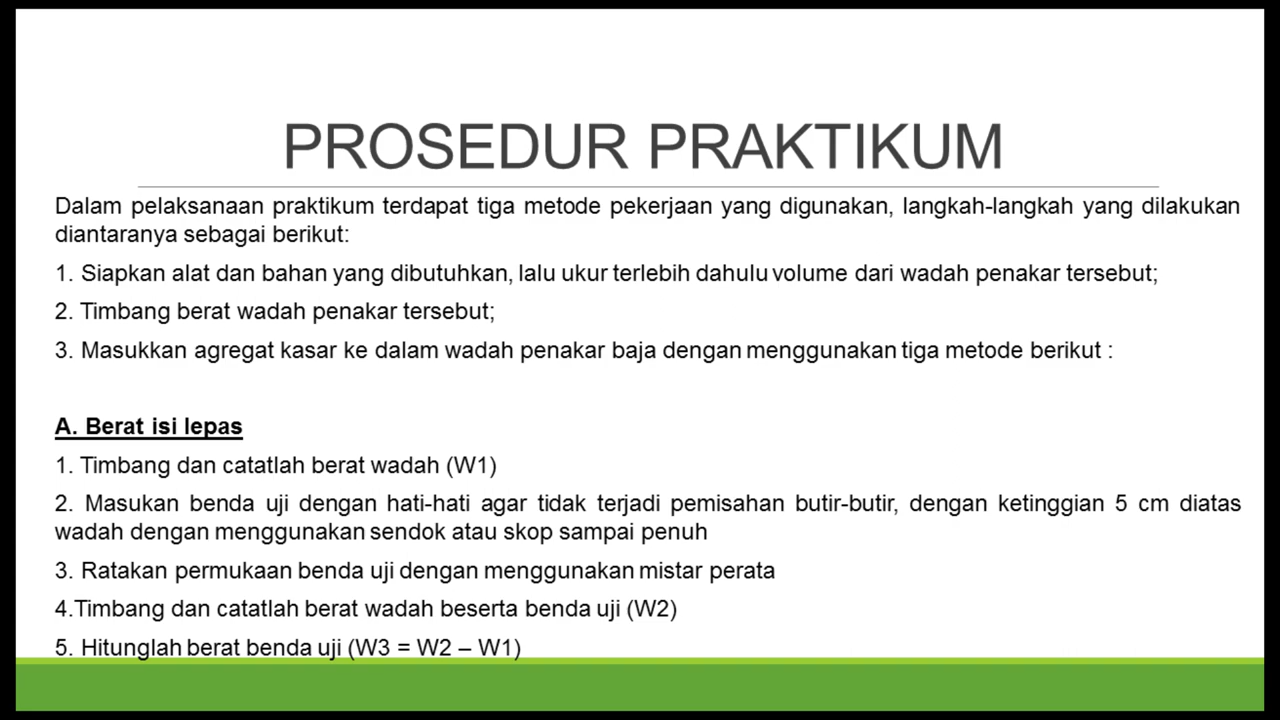 PROSEDUR PRAKTIKUM
Dalam pelaksanaan praktikum terdapat tiga metode pekerjaan yang digunakan, langkah-langkah yang dilakukan
diantaranya sebagai berikut:
1. Siapkan alat dan bahan yang dibutuhkan, lalu ukur terlebih dahulu volume dari wadah penakar tersebut;
2. Timbang berat wadah penakar tersebut;
3. Masukkan agregat kasar ke dalam wadah penakar baja dengan menggunakan tiga metode berikut :
A. Berat isi lepas
1. Timbang dan catatlah berat wadah (W1)
2. Masukan benda uji dengan hati-hati agar tidak terjadi pemisahan butir-butir, dengan ketinggian 5 cm diatas
wadah dengan menggunakan sendok atau skop sampai penuh
3. Ratakan permukaan benda uji dengan menggunakan mistar perata
4.Timbang dan catatlah berat wadah beserta benda uji (W2)
5. Hitunglah berat benda uji (W3 = W2 – W1)